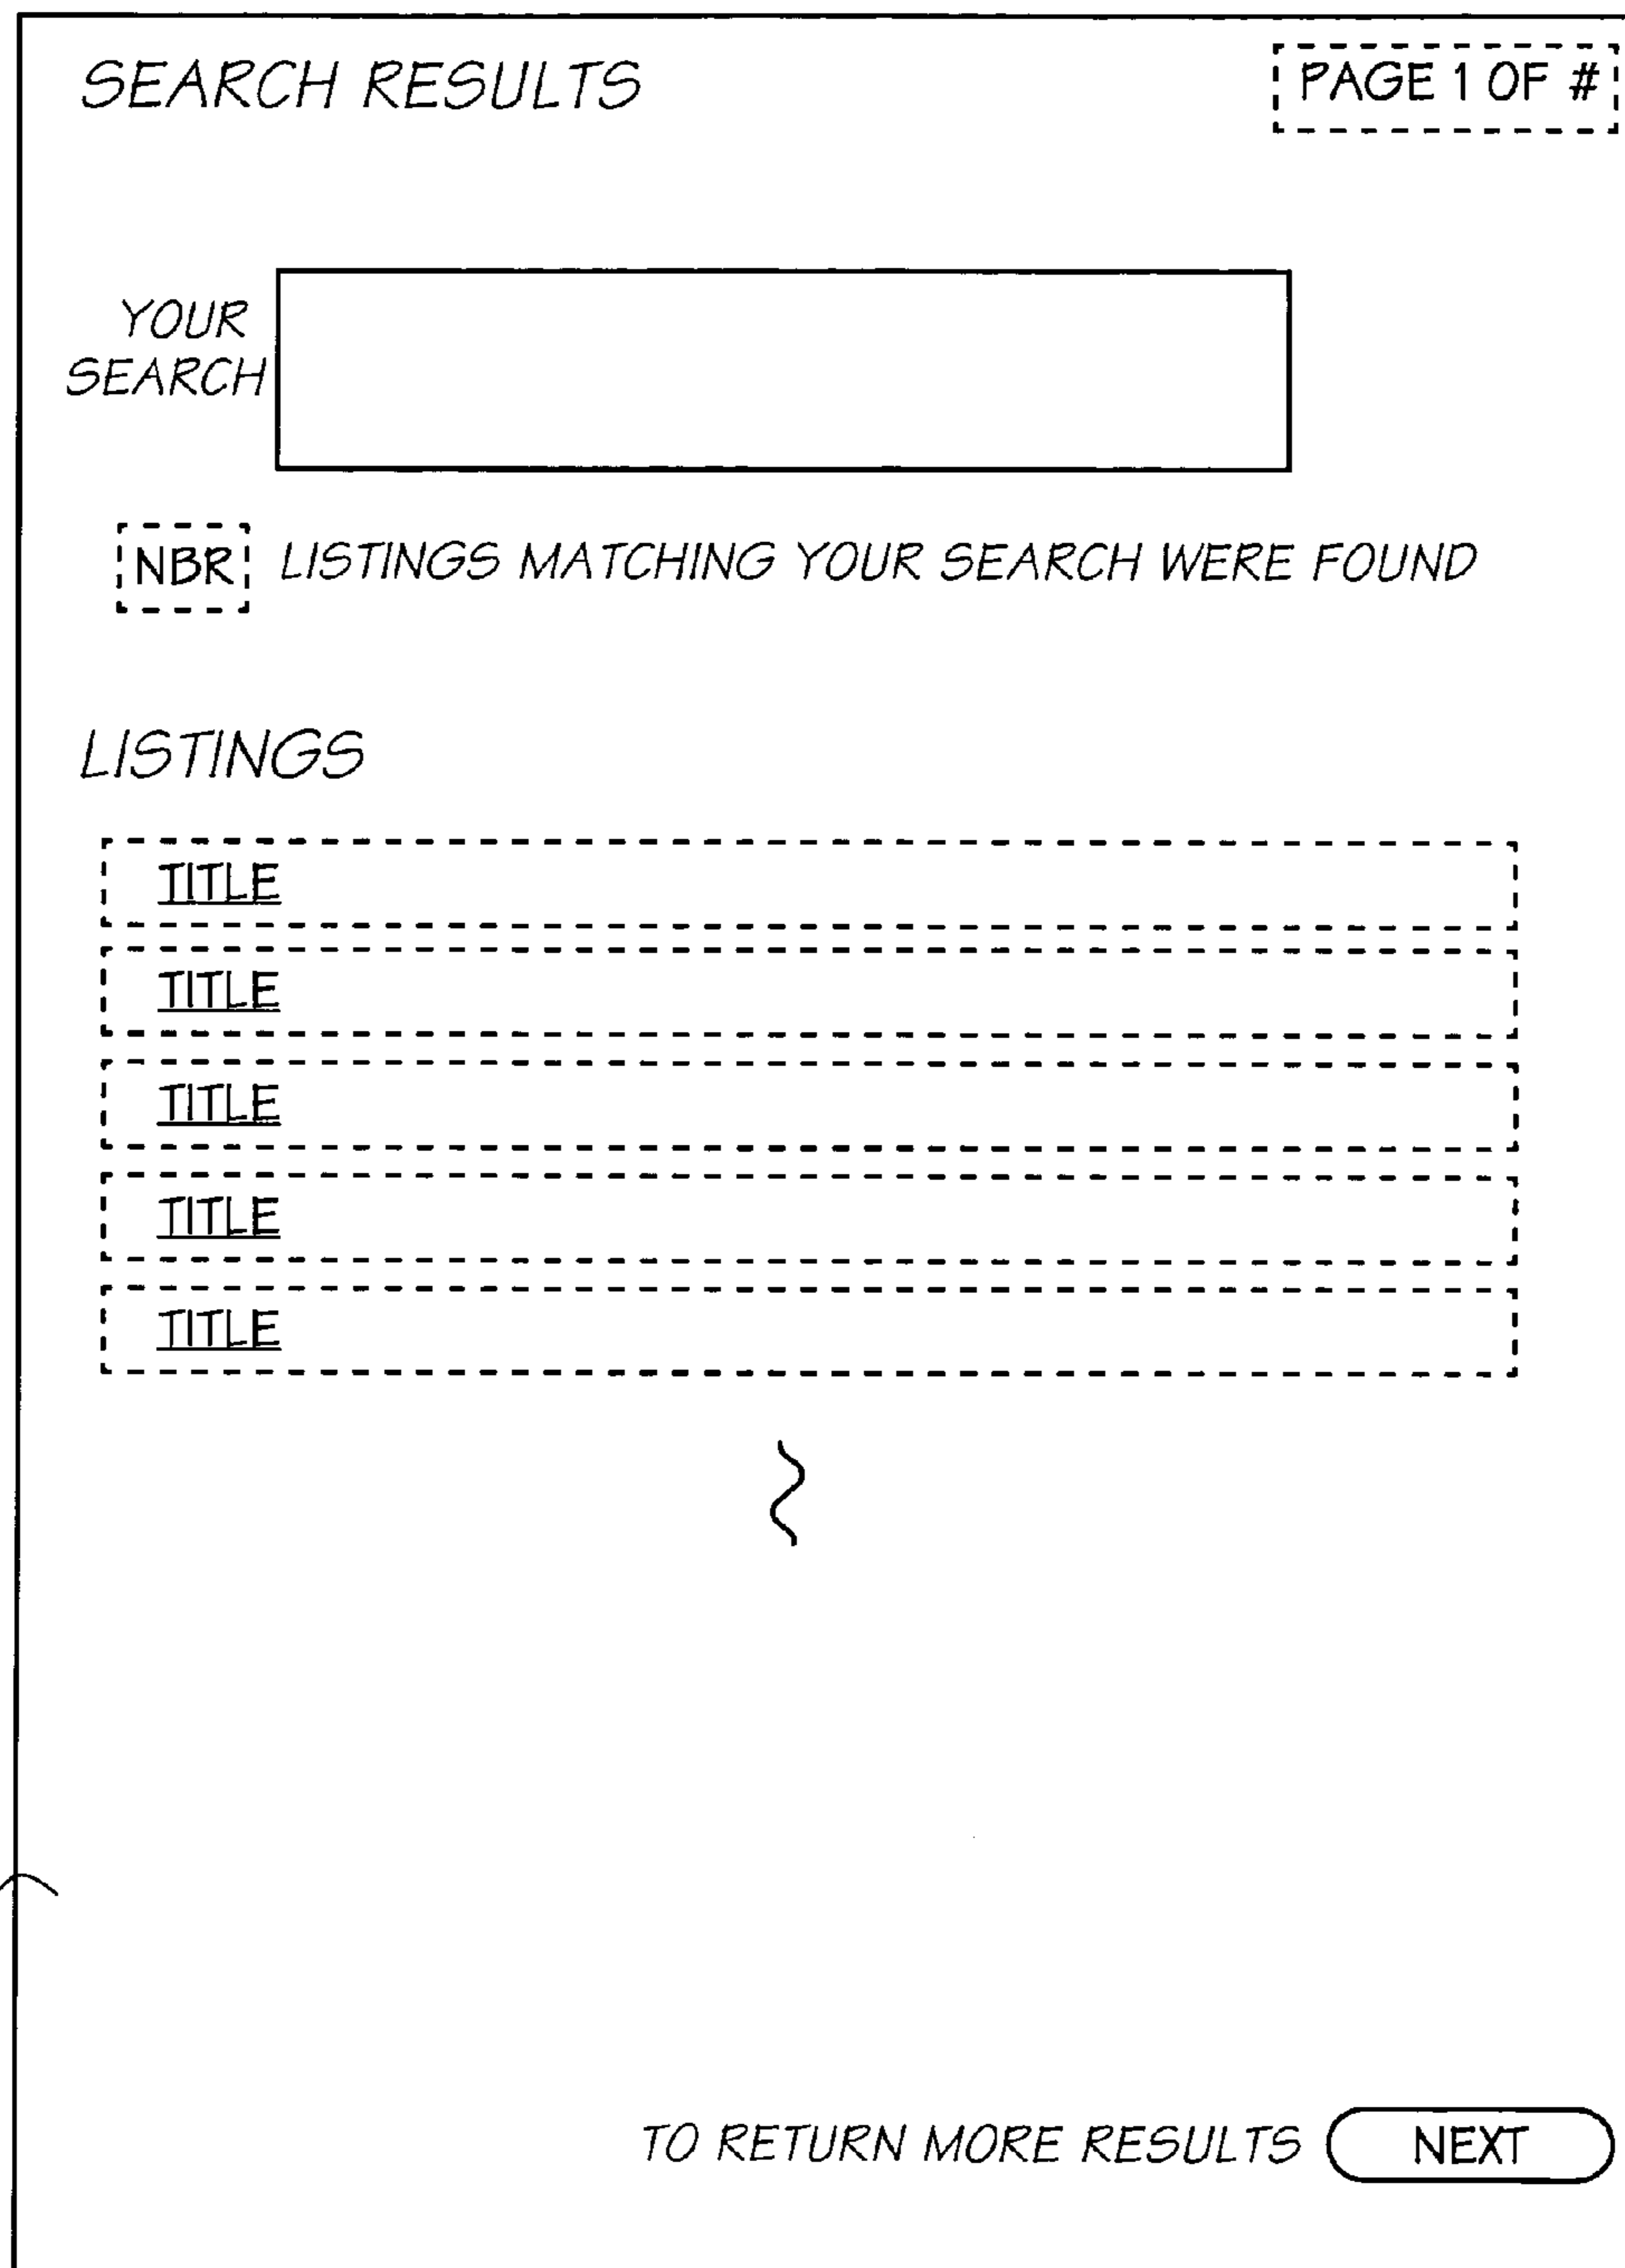 SEARCH RESULTS
PAGE 1 OF #
YOUR
SEARCH
NBR LISTINGS MATCHING YOUR SEARCH WERE FOUND
LISTINGS
TITLE
TITLE
TITLE
TITLE
TITLE
TO RETURN MORE RESULTS NEXT